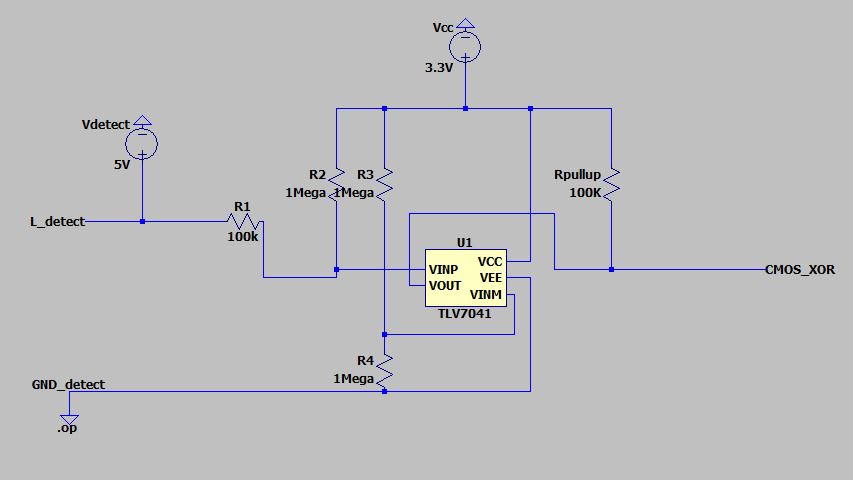 Vcc
3.3V
Vdetect
5V
R2
1Mega
R3
1Mega
Rpullup
100K
R1
100k
L_detect
U1
VINP
VOUT
VCC
VEE
VINM
TLV7041
CMOS_XOR
R4
1Mega
GND_detect
.op